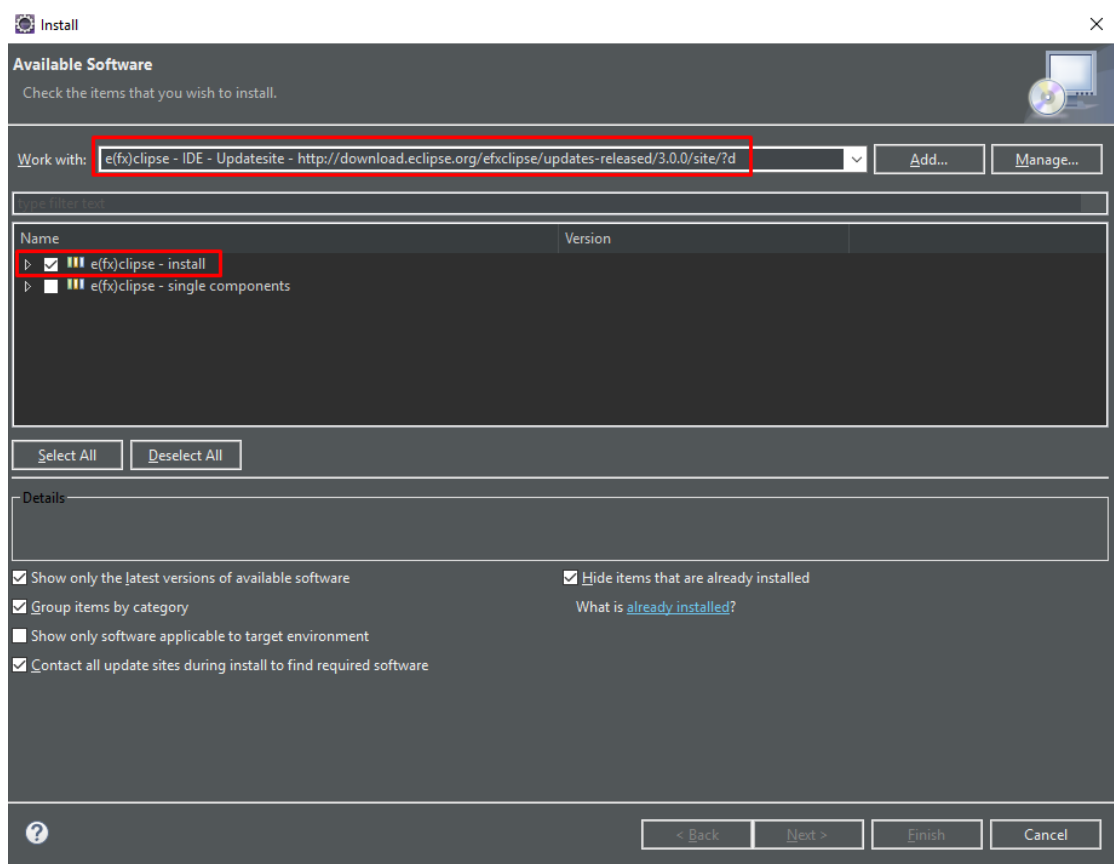 Install
Available Software
Check the items that you wish to install.
Work with: e(fx)clipse - IDE - Updatesite - http://download.eclipse.org/efxclipse/updates-released/3.0.0/site/?d
Add...
Manage...
type filter text
Name Version
e(fx)clipse - install
e(fx)clipse - single components
Select All Deselect All
Details
Show only the latest versions of available software
Hide items that are already installed
Group items by category
What is already installed?
Show only software applicable to target environment
Contact all update sites during install to find required software
?
< Back Next > Finish Cancel